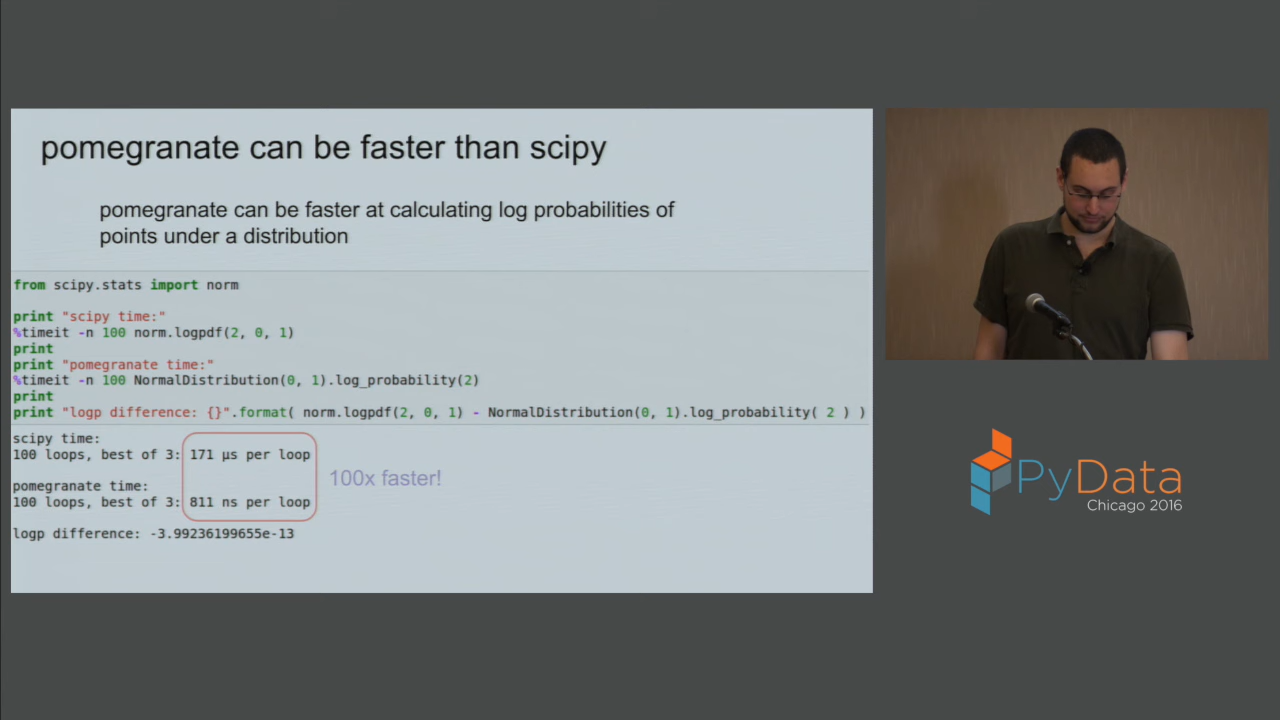 pomegranate can be faster than scipy
pomegranate can be faster at calculating log probabilities of
points under a distribution
from scipy.stats import norm
print "scipy time:"
%timeit -n 100 norm.logpdf(2, 0, 1)
print
print "pomegranate time:"
%timeit -n 100 NormalDistribution(0, 1).log_probability(2)
print
print "logp difference: {}".format( norm.logpdf(2, 0, 1) - NormalDistribution(0, 1).log_probability( 2 ) )
scipy time:
100 loops, best of 3: 171 µs per loop
pomegranate time:
100 loops, best of 3: 811 ns per loop
100x faster!
logp difference: -3.99236199655e-13
PyData
Chicago 2016